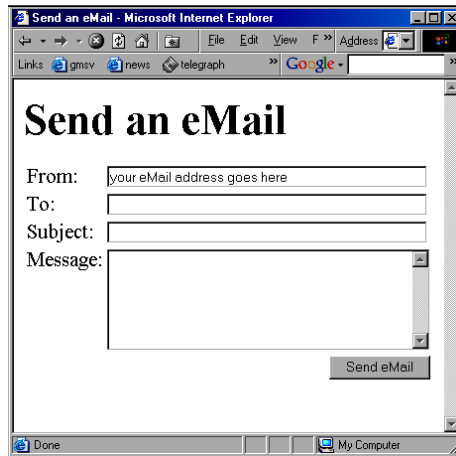 Send an eMail - Microsoft Internet Explorer
File Edit View F » Address
Links gmsv news telegraph » Google »
Send an eMail
From: your eMail address goes here
To:
Subject:
Message:
Send eMail
Done My Computer